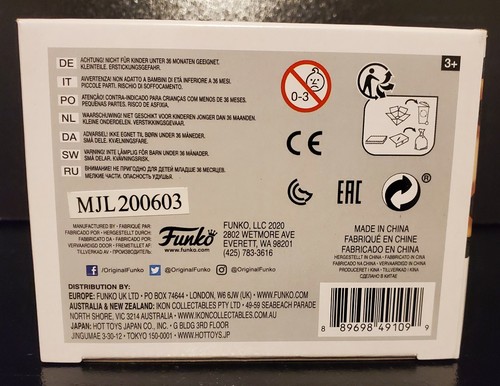 3+
DE ACHTUNG! NICHT FÜR KINDER UNTER 36 MONATEN GEEIGNET.
KLEINTEILE. ERSTICKUNGSGEFAHR.
IT AVVERTENZA! NON ADATTO A BAMBINI DI ETÀ INFERIORE A 36 MESI.
PICCOLE PARTI. RISCHIO DI SOFFOCAMENTO.
PO ATENÇÃO! CONTRA-INDICADO PARA CRIANÇAS COM MENOS DE 36 MESES.
PEQUENAS PARTES. RISCO DE ASFIXIA.
NL WAARSCHUWING! NIET GESCHIKT VOOR KINDEREN JONGER DAN 36 MAANDEN.
KLEINE ONDERDELEN. VERSTIKKINGSGEVAAR.
DA ADVARSEL! IKKE EGNET TIL BØRN UNDER 36 MÅNEDER.
SMÅ DELE. KVÆLNINGSFARE.
SW VARNING! INTE LÄMPLIG FÖR BARN UNDER 36 MÅNADER.
SMÅ DELAR. KVÄVNINGSRISK.
RU ВНИМАНИЕ! НЕ ПРИГОДНО ДЛЯ ДЕТЕЙ МЛАДШЕ 36 МЕСЯЦЕВ.
МЕЛКИЕ ЧАСТИ. ОПАСНОСТЬ УДУШЬЯ.
0-3
CE
EAC
®
MJL 200603
MANUFACTURED BY • FABRIQUÉ PAR
FABRICADO POR • HERGESTELLT DURCH:
FABBRICATO DA • FABRICADO POR
VERVAARDIGD DOOR • FREMSTILLET AF:
TILLVERKAD AV • ПРОИЗВЕДЕНО:
Funko
www.funko.com
FUNKO, LLC 2020
2802 WETMORE AVE
EVERETT, WA 98201
(425) 783-3616
MADE IN CHINA
FABRIQUÉ EN CHINE
HERGESTELLT IN CHINA • FABBRICATO IN CINA
FABRICADO NA CHINA • VERVAARDIGD IN CHINA
PRODUCERET I KINA • TILLVERKAD I KINA
СДЕЛАНО В КИТАЕ
/OriginalFunko @OriginalFunko @OriginalFunko
DISTRIBUTION BY:
EUROPE: FUNKO UK LTD • PO BOX 74644 • LONDON, W6 6JW (UK) • WWW.FUNKO.COM
AUSTRALIA & NEW ZEALAND: IKON COLLECTABLES PTY LTD • 49-59 SEABEACH PARADE
NORTH SHORE, VIC 3214 AUSTRALIA • WWW.IKONCOLLECTABLES.COM.AU
JAPAN: HOT TOYS JAPAN CO., INC. • G BLDG 3RD FLOOR
JINGUMAE 3-30-12 • TOKYO 150-0001 • WWW.HOTTOYS.JP
8 89698 49109 9